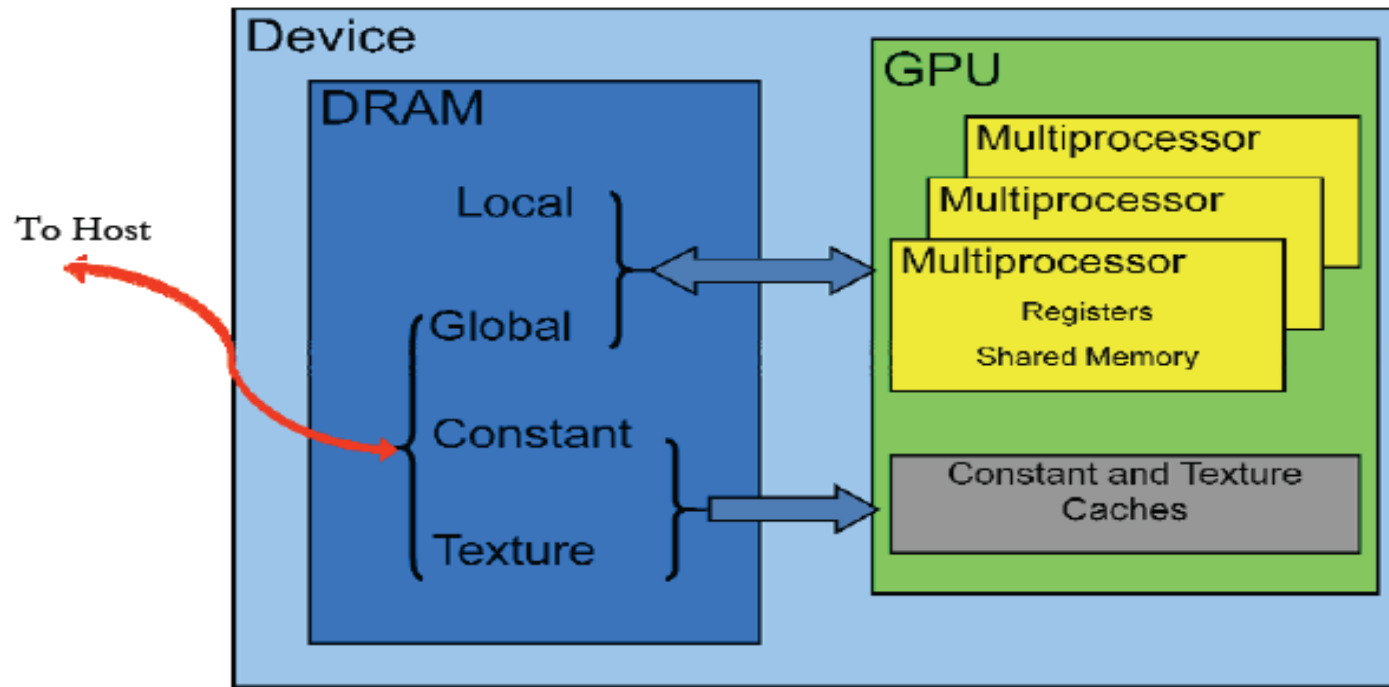 Device
DRAM
Local
Global
Constant
Texture
To Host
GPU
Multiprocessor
Multiprocessor
Multiprocessor
Registers
Shared Memory
Constant and Texture
Caches